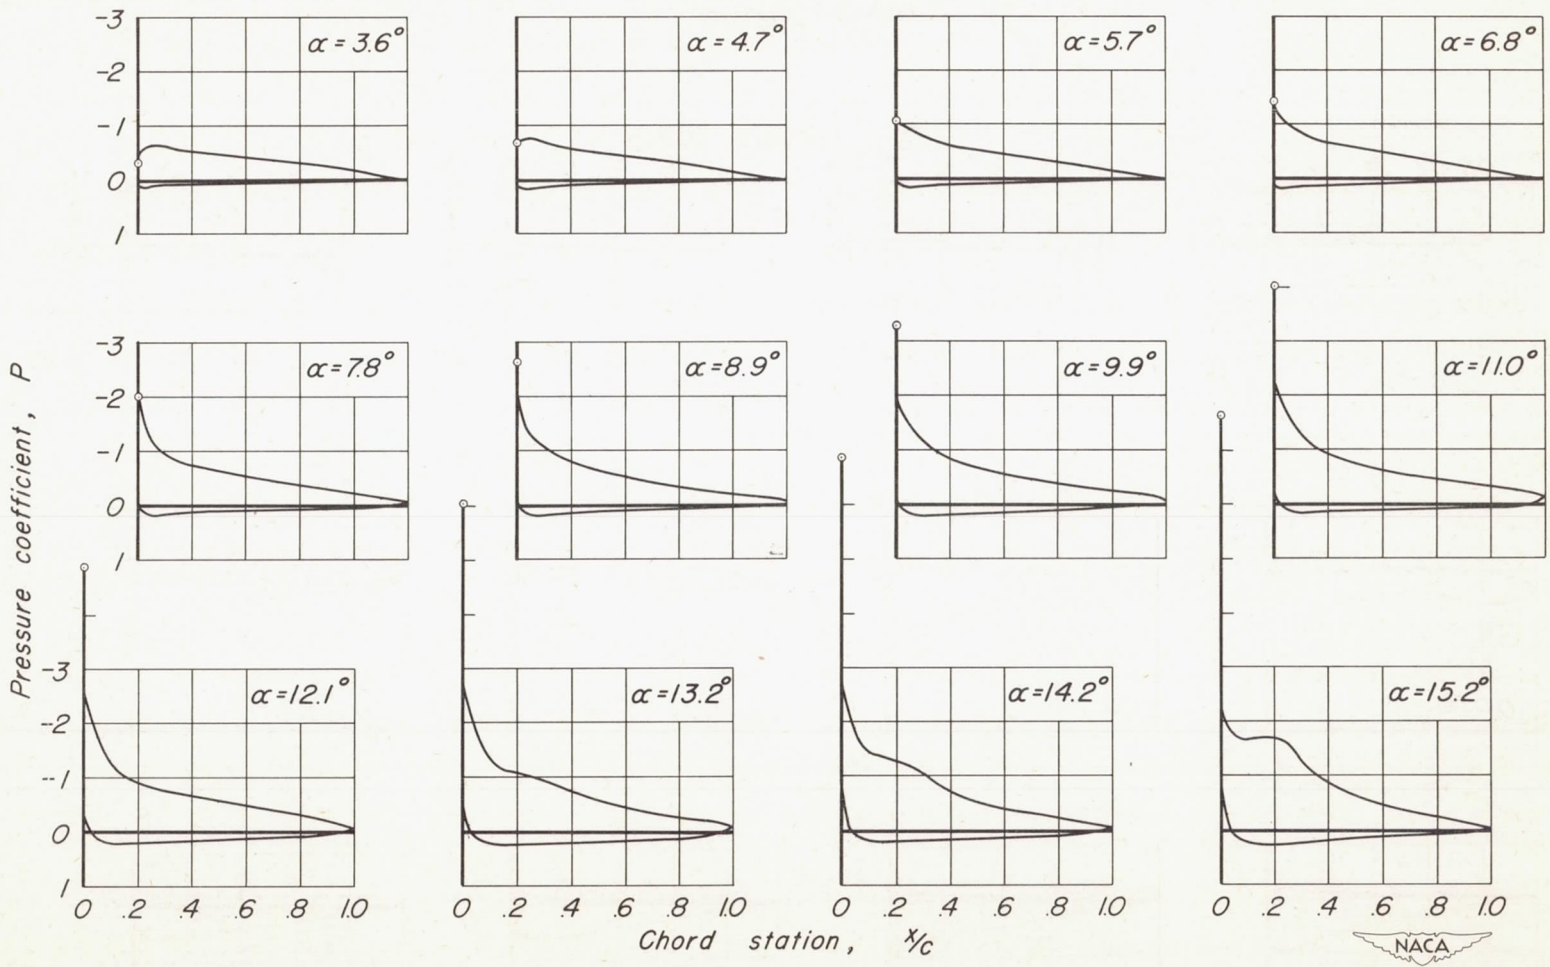 -3
α = 3.6° α = 4.7° α = 5.7° α = 6.8°
-2
-1
0
1
-3
α = 7.8° α = 8.9° α = 9.9° α = 11.0°
-2
-1
0
1
-3
α = 12.1° α = 13.2° α = 14.2° α = 15.2°
-2
-1
0
1
Pressure coefficient, P
0 .2 .4 .6 .8 1.0 0 .2 .4 .6 .8 1.0 0 .2 .4 .6 .8 1.0 0 .2 .4 .6 .8 1.0
Chord station, x/c
NACA